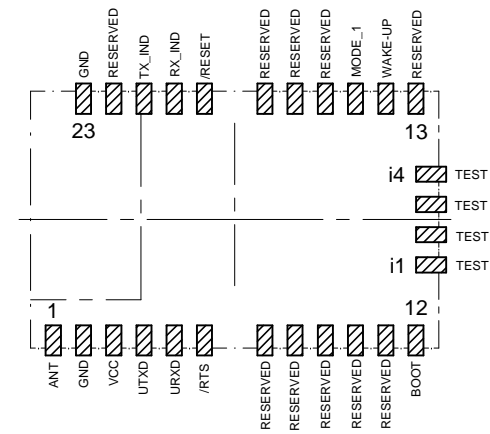 GND
RESERVED
TX_IND
RX_IND
/RESET
RESERVED
RESERVED
RESERVED
MODE_1
WAKE-UP
RESERVED
23
13
i4
TEST
TEST
TEST
i1
TEST
1
12
ANT
GND
VCC
UTXD
URXD
/RTS
RESERVED
RESERVED
RESERVED
RESERVED
RESERVED
BOOT